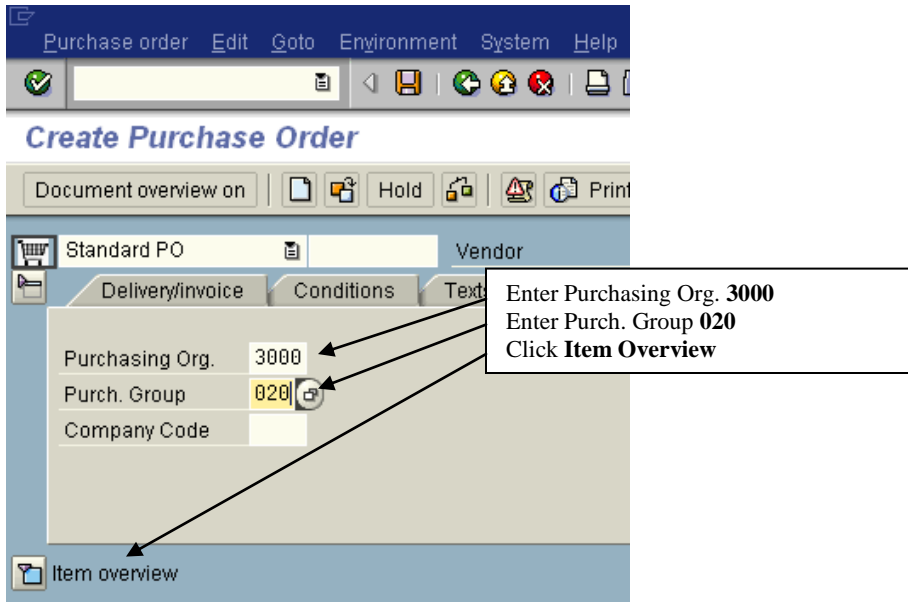 Purchase order Edit Goto Environment System Help
Create Purchase Order
Document overview on Hold Print
Standard PO Vendor
Delivery/invoice Conditions Texts
Enter Purchasing Org. 3000
Enter Purch. Group 020
Click Item Overview
Purchasing Org. 3000
Purch. Group 020
Company Code
Item overview